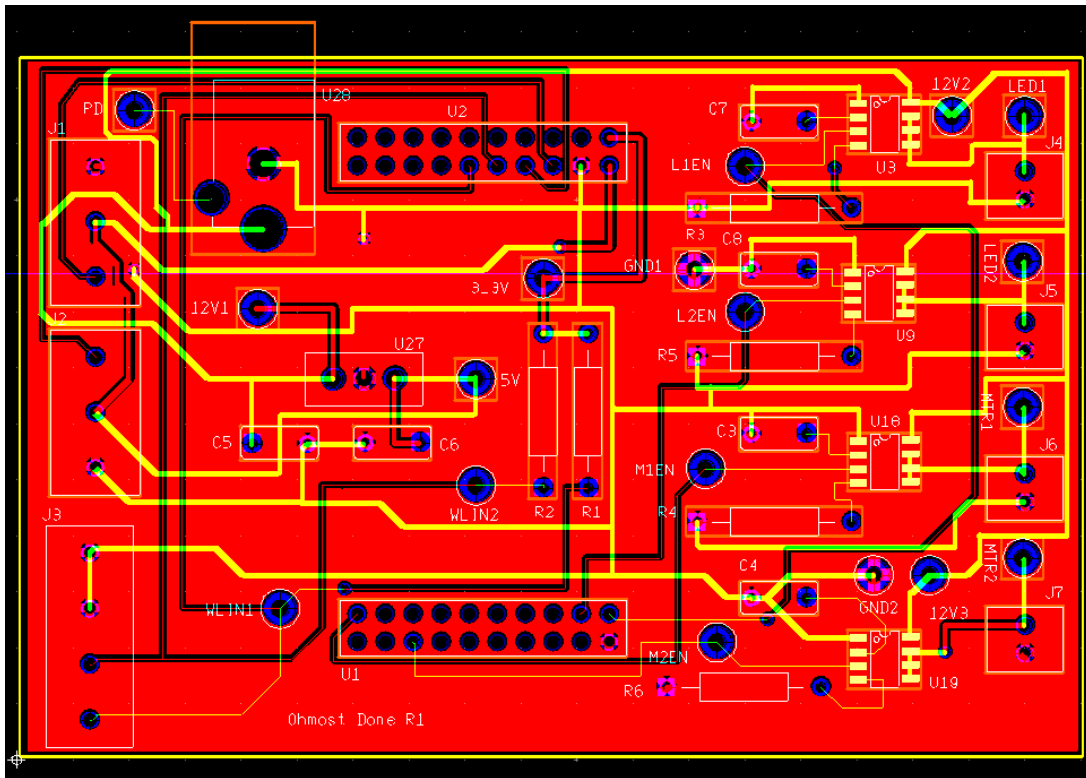 PD
U28
12V2
LED1
J1
U2
C7
U3
J4
L1EN
R3
C8
GND1
LED2
3_3V
12V1
L2EN
J5
J2
U9
U27
R5
5V
MTR1
C5
C6
C3
U18
M1EN
J6
WLIN2
R2
R1
R4
J3
MTR2
C4
WLIN1
GND2
12V3
J7
M2EN
U1
R6
U19
Ohmost Done R1